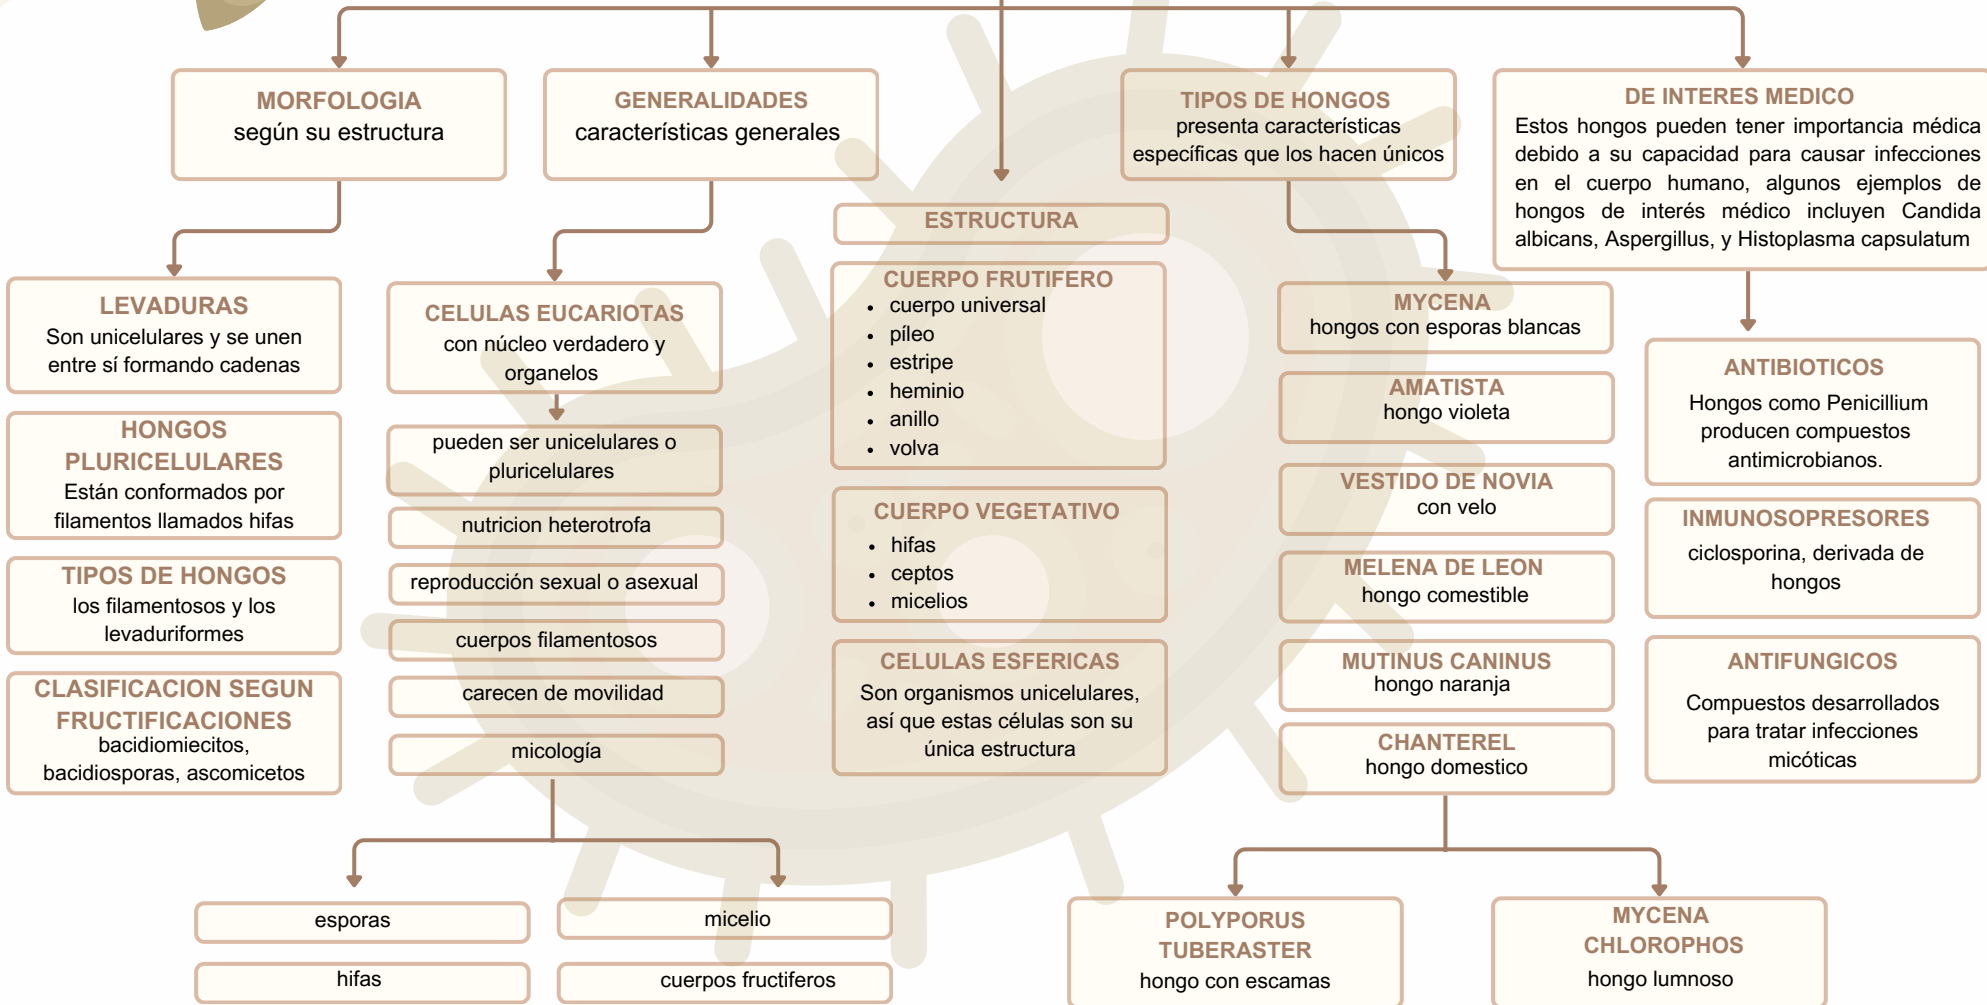 MORFOLOGIA
según su estructura
GENERALIDADES
características generales
TIPOS DE HONGOS
presenta características
específicas que los hacen únicos
DE INTERES MEDICO
Estos hongos pueden tener importancia médica
debido a su capacidad para causar infecciones
en el cuerpo humano, algunos ejemplos de
hongos de interés médico incluyen Candida
albicans, Aspergillus, y Histoplasma capsulatum
LEVADURAS
Son unicelulares y se unen
entre sí formando cadenas
HONGOS
PLURICELULARES
Están conformados por
filamentos llamados hifas
TIPOS DE HONGOS
los filamentosos y los
levaduriformes
CLASIFICACION SEGUN
FRUCTIFICACIONES
bacidiomiecitos,
bacidiosporas, ascomicetos
CELULAS EUCARIOTAS
con núcleo verdadero y
organelos
pueden ser unicelulares o
pluricelulares
nutricion heterotrofa
reproducción sexual o asexual
cuerpos filamentosos
carecen de movilidad
micología
esporas
micelio
hifas
cuerpos fructiferos
ESTRUCTURA
CUERPO FRUTIFERO
• cuerpo universal
• píleo
• estripe
• heminio
• anillo
• volva
CUERPO VEGETATIVO
• hifas
• ceptos
• micelios
CELULAS ESFERICAS
Son organismos unicelulares,
así que estas células son su
única estructura
MYCENA
hongos con esporas blancas
AMATISTA
hongo violeta
VESTIDO DE NOVIA
con velo
MELENA DE LEON
hongo comestible
MUTINUS CANINUS
hongo naranja
CHANTEREL
hongo domestico
POLYPORUS
TUBERASTER
hongo con escamas
MYCENA
CHLOROPHOS
hongo lumnoso
ANTIBIOTICOS
Hongos como Penicillium
producen compuestos
antimicrobianos.
INMUNOSOPRESORES
ciclosporina, derivada de
hongos
ANTIFUNGICOS
Compuestos desarrollados
para tratar infecciones
micóticas